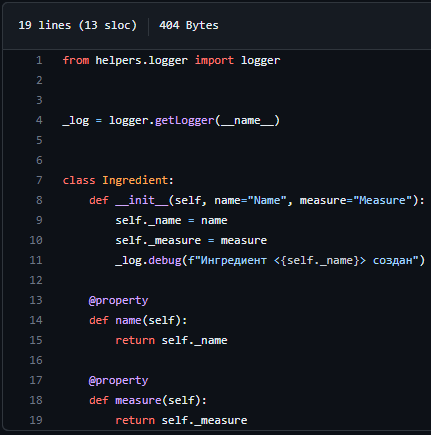 19 lines (13 sloc) 404 Bytes
1 from helpers.logger import logger
2
3
4 _log = logger.getLogger(__name__)
5
6
7 class Ingredient:
8     def __init__(self, name="Name", measure="Measure"):
9         self._name = name
10         self._measure = measure
11         _log.debug(f"Ингредиент <{self._name}> создан")
12
13     @property
14     def name(self):
15         return self._name
16
17     @property
18     def measure(self):
19         return self._measure